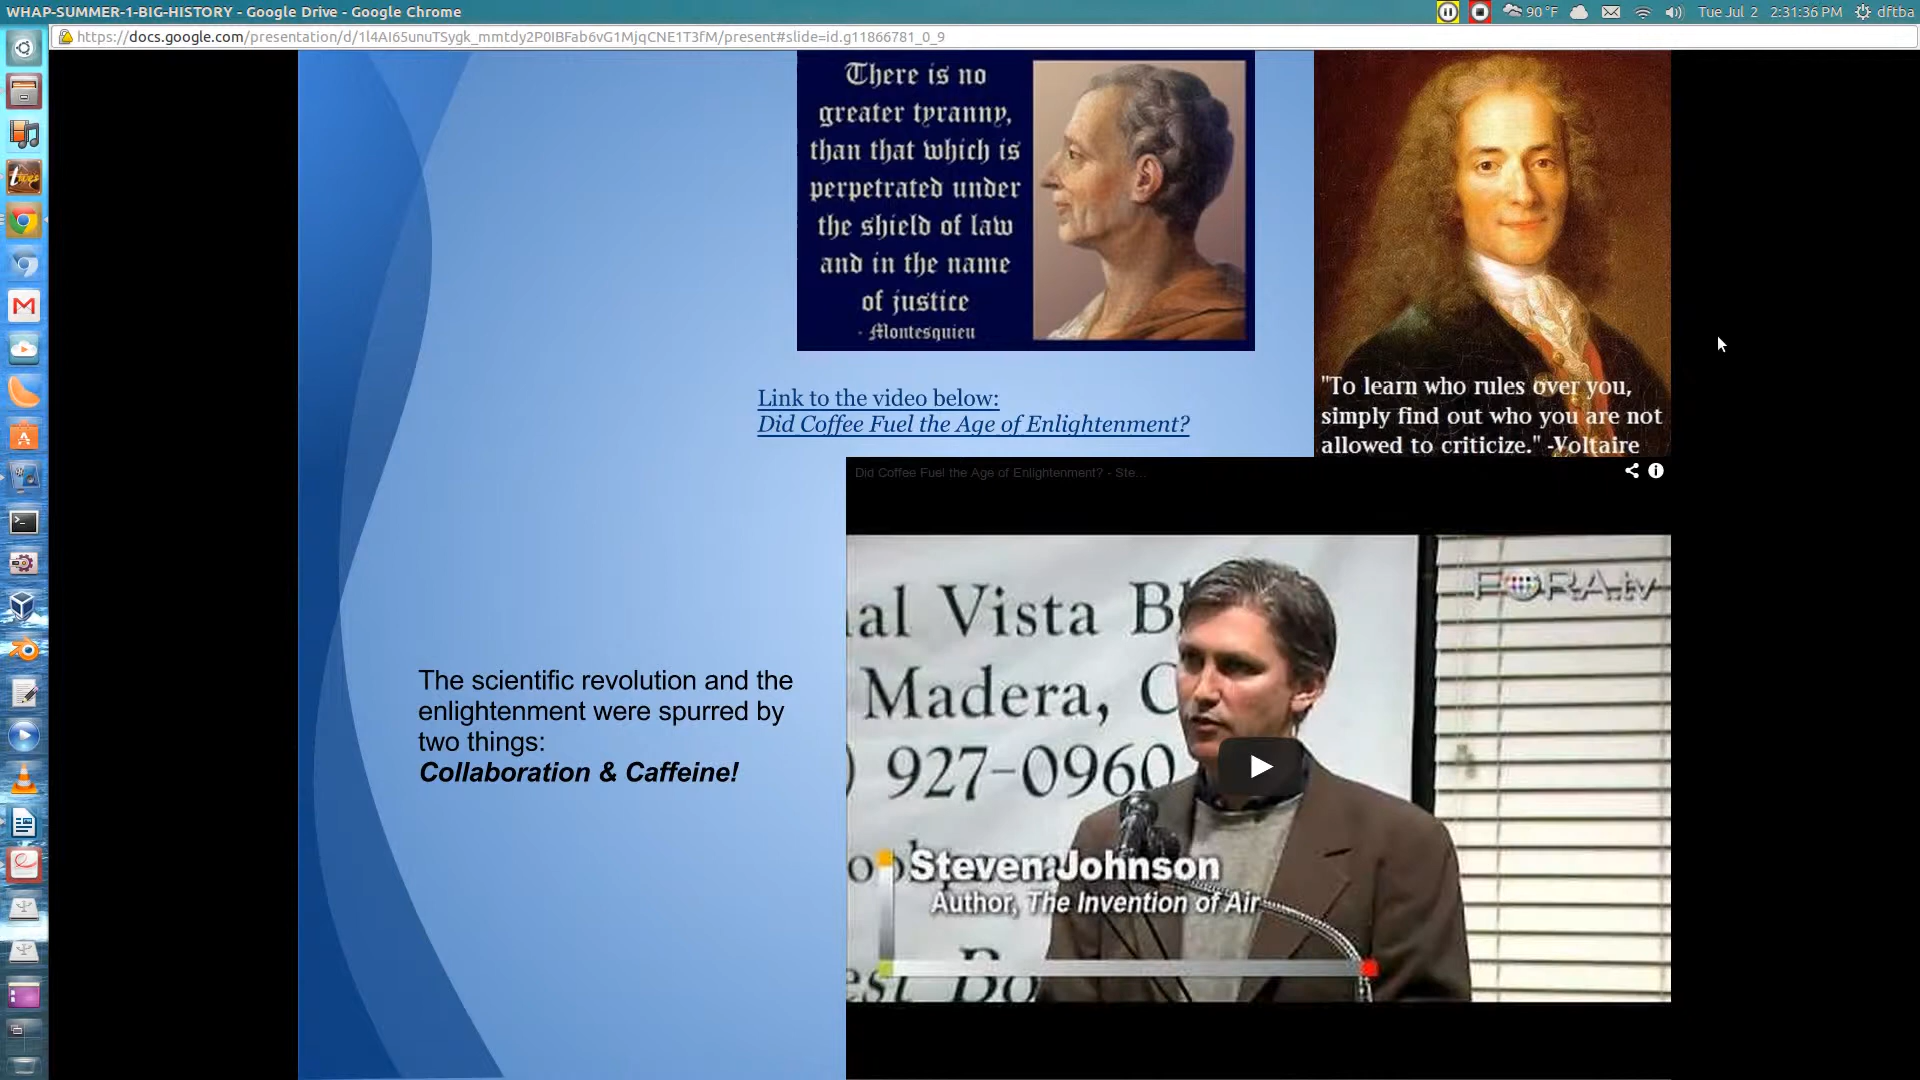 WHAP-SUMMER-1-BIG-HISTORY - Google Drive - Google Chrome
90 °F
Tue Jul 2 2:31:36 PM
dftba
https://docs.google.com/presentation/d/1l4AI65unuTSygk_mmtdy2P0IBFab6vG1MjqCNE1T3fM/present#slide=id.g11866781_0_9
There is no
greater tyranny,
than that which is
perpetrated under
the shield of law
and in the name
of justice
- Montesquieu
"To learn who rules over you,
simply find out who you are not
allowed to criticize." -Voltaire
Link to the video below:
Did Coffee Fuel the Age of Enlightenment?
Did Coffee Fuel the Age of Enlightenment? - Ste...
The scientific revolution and the
enlightenment were spurred by
two things:
Collaboration & Caffeine!
FORA.tv
al Vista B
Madera, C
) 927-0960
Steven Johnson
Author, The Invention of Air
est Bo